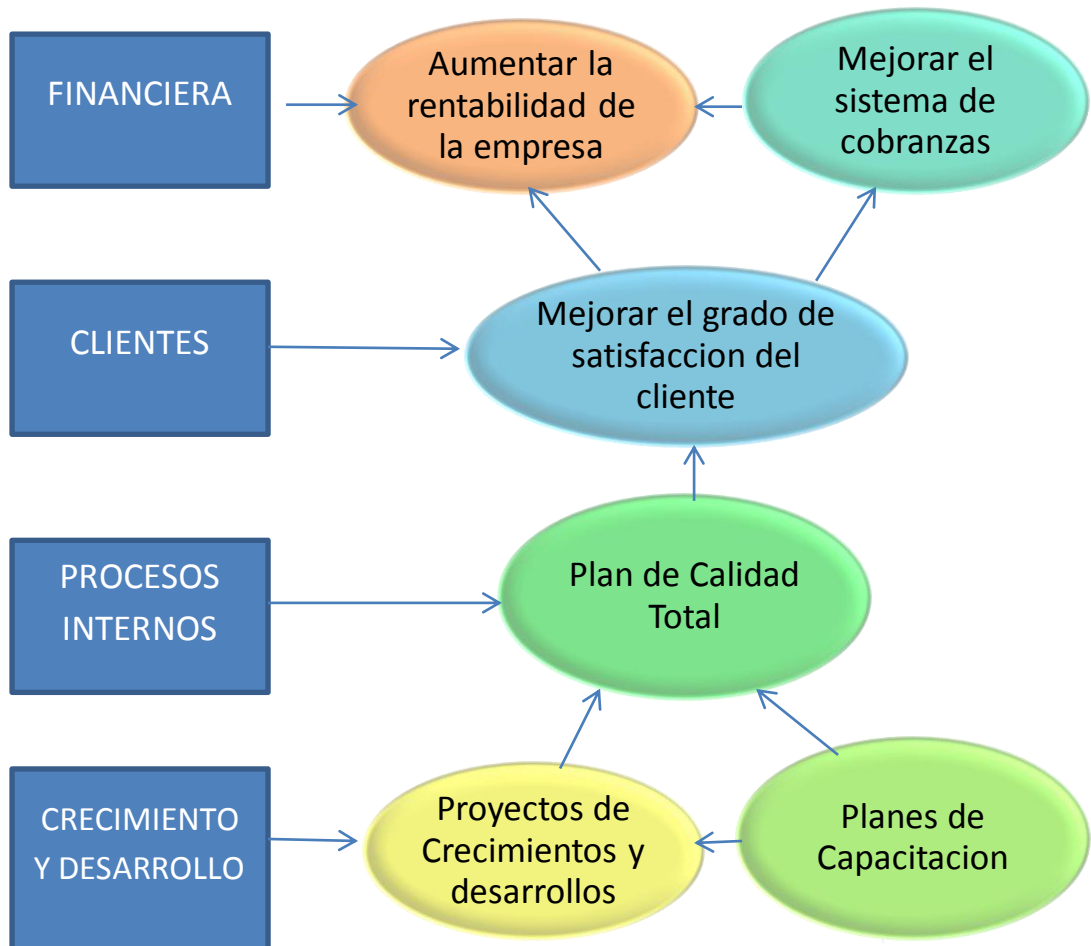 FINANCIERA
Aumentar la
rentabilidad de
la empresa
Mejorar el
sistema de
cobranzas
CLIENTES
Mejorar el grado de
satisfaccion del
cliente
PROCESOS
INTERNOS
Plan de Calidad
Total
CRECIMIENTO
Y DESARROLLO
Proyectos de
Crecimientos y
desarrollos
Planes de
Capacitacion